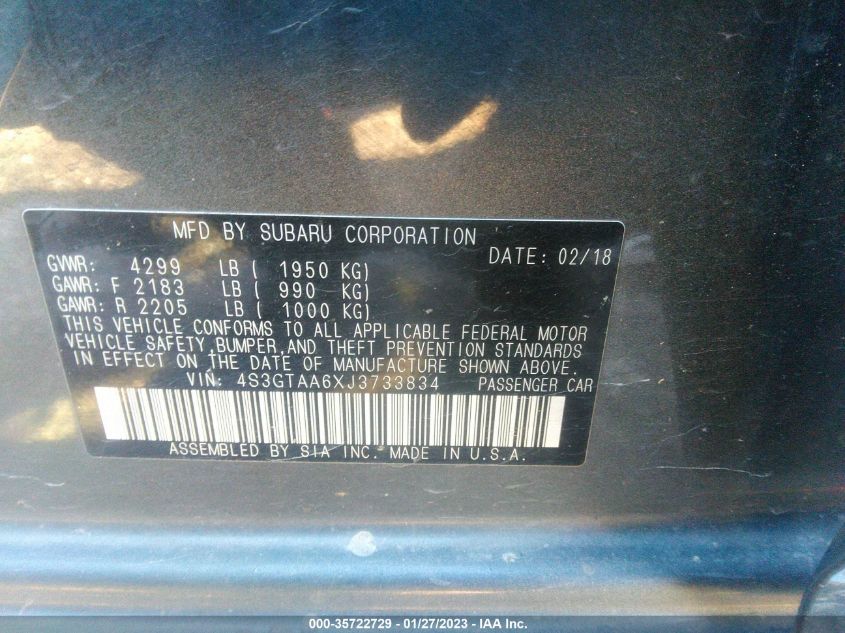 MFD BY SUBARU CORPORATION
DATE: 02/18
GVWR: 4299 LB ( 1950 KG)
GAWR: F 2183 LB ( 990 KG)
GAWR: R 2205 LB ( 1000 KG)
THIS VEHICLE CONFORMS TO ALL APPLICABLE FEDERAL MOTOR
VEHICLE SAFETY, BUMPER, AND THEFT PREVENTION STANDARDS
IN EFFECT ON THE DATE OF MANUFACTURE SHOWN ABOVE.
VIN: 4S3GTAA6XJ3733834 PASSENGER CAR
ASSEMBLED BY SIA INC. MADE IN U.S.A.
000-35722729 - 01/27/2023 - IAA Inc.